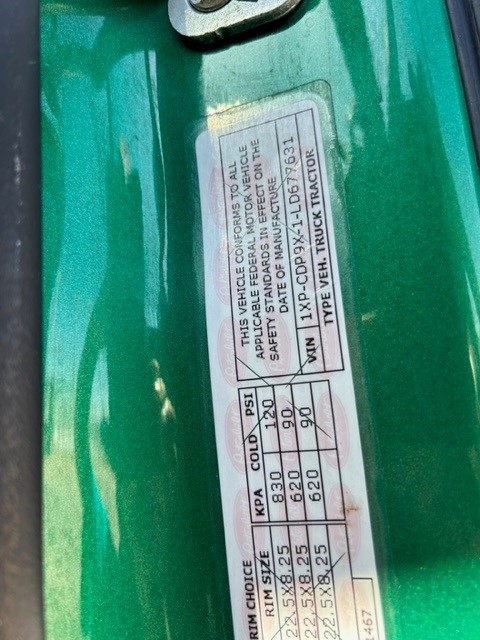 THIS VEHICLE CONFORMS TO ALL
APPLICABLE FEDERAL MOTOR VEHICLE
SAFETY STANDARDS IN EFFECT ON THE
DATE OF MANUFACTURE
VIN 1XP-CDP9X-1-LD677631
TYPE VEH. TRUCK TRACTOR
RIM CHOICE COLD
RIM SIZE KPA PSI
22.5X8.25 830 120
22.5X8.25 620 90
22.5X8.25 620 90
467